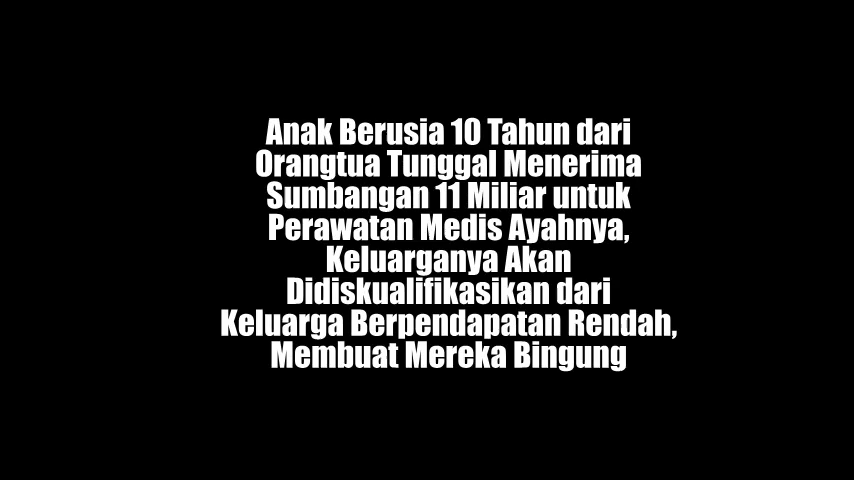 Anak Berusia 10 Tahun dari
Orangtua Tunggal Menerima
Sumbangan 11 Miliar untuk
Perawatan Medis Ayahnya,
Keluarganya Akan
Didiskualifikasikan dari
Keluarga Berpendapatan Rendah,
Membuat Mereka Bingung